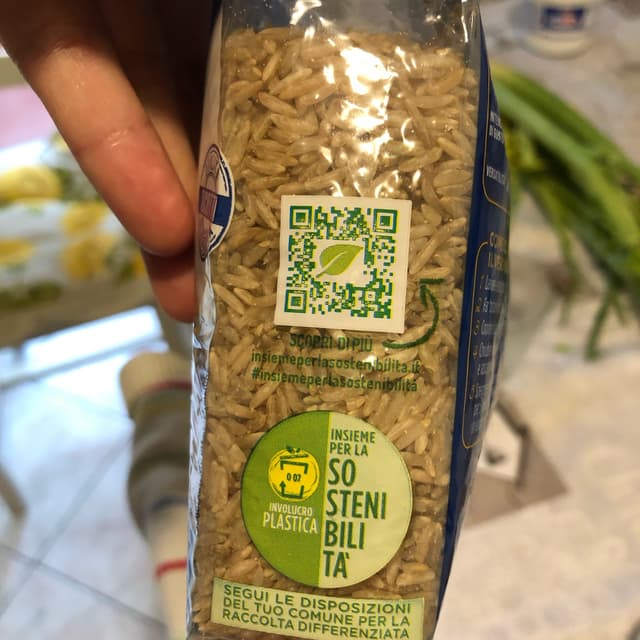 SCOPRI DI PIÙ
insiemeperlasostenibilita.it
#insiemeperlasostenibilità
INSIEME
PER LA
SO
STENI
BILI
TÀ
07
INVOLUCRO
PLASTICA
SEGUI LE DISPOSIZIONI
DEL TUO COMUNE PER LA
RACCOLTA DIFFERENZIATA